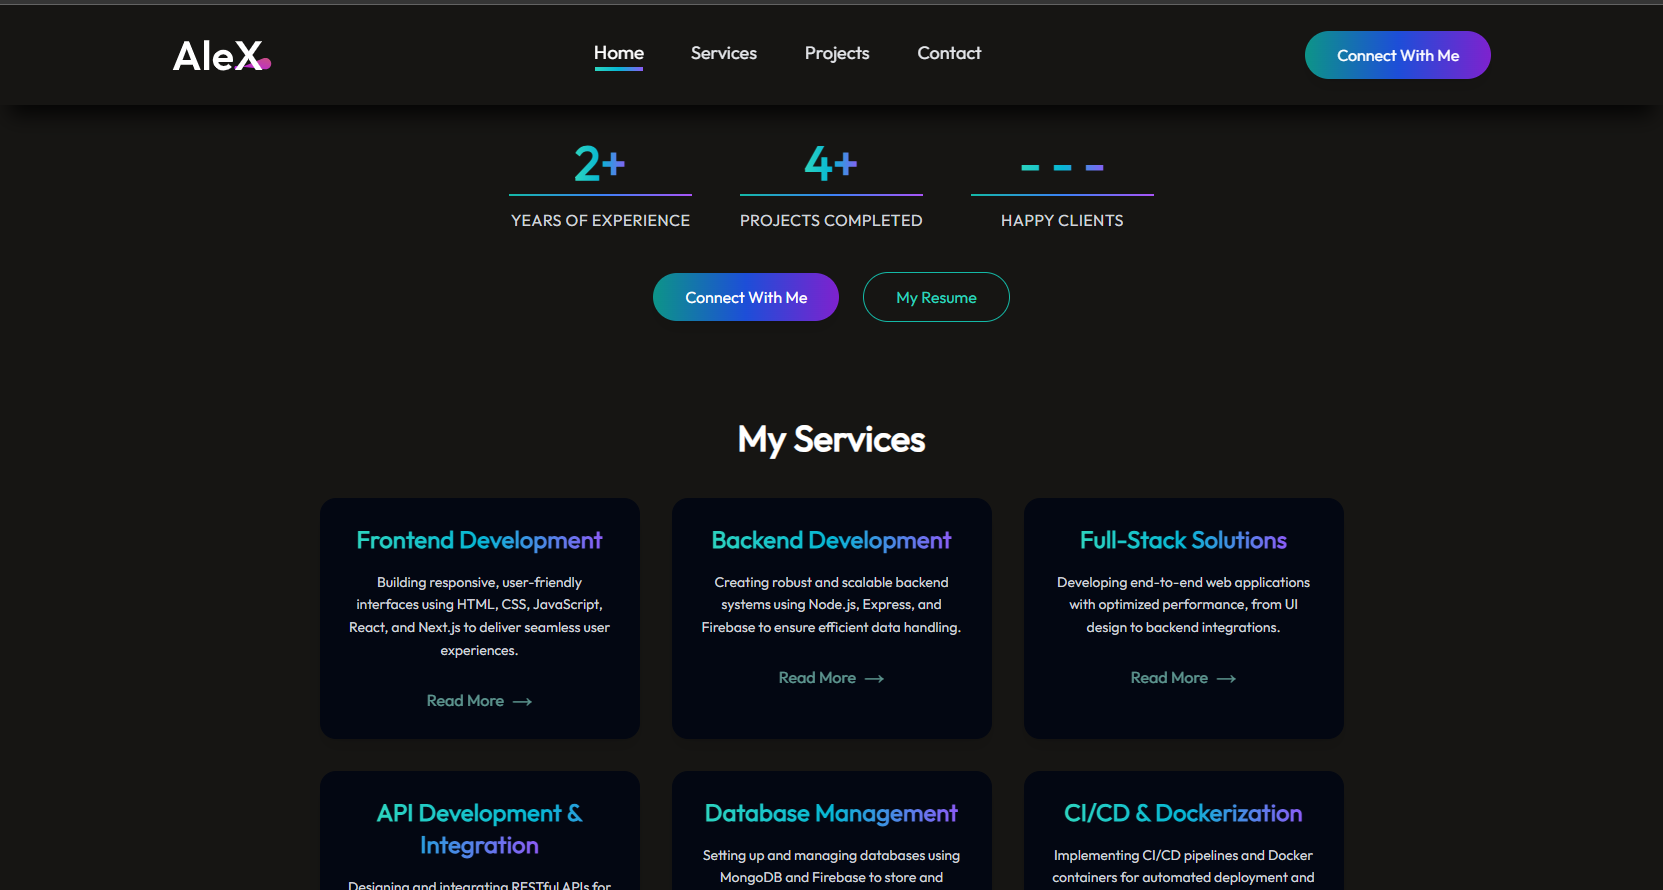 AleX
Home
Services
Projects
Contact
Connect With Me
2+
4+
- - -
YEARS OF EXPERIENCE
PROJECTS COMPLETED
HAPPY CLIENTS
Connect With Me
My Resume
My Services
Frontend Development
Building responsive, user-friendly
interfaces using HTML, CSS, JavaScript,
React, and Next.js to deliver seamless user
experiences.
Read More →
Backend Development
Creating robust and scalable backend
systems using Node.js, Express, and
Firebase to ensure efficient data handling.
Read More →
Full-Stack Solutions
Developing end-to-end web applications
with optimized performance, from UI
design to backend integrations.
Read More →
API Development &
Integration
Designing and integrating RESTful APIs for
Database Management
Setting up and managing databases using
MongoDB and Firebase to store and
CI/CD & Dockerization
Implementing CI/CD pipelines and Docker
containers for automated deployment and